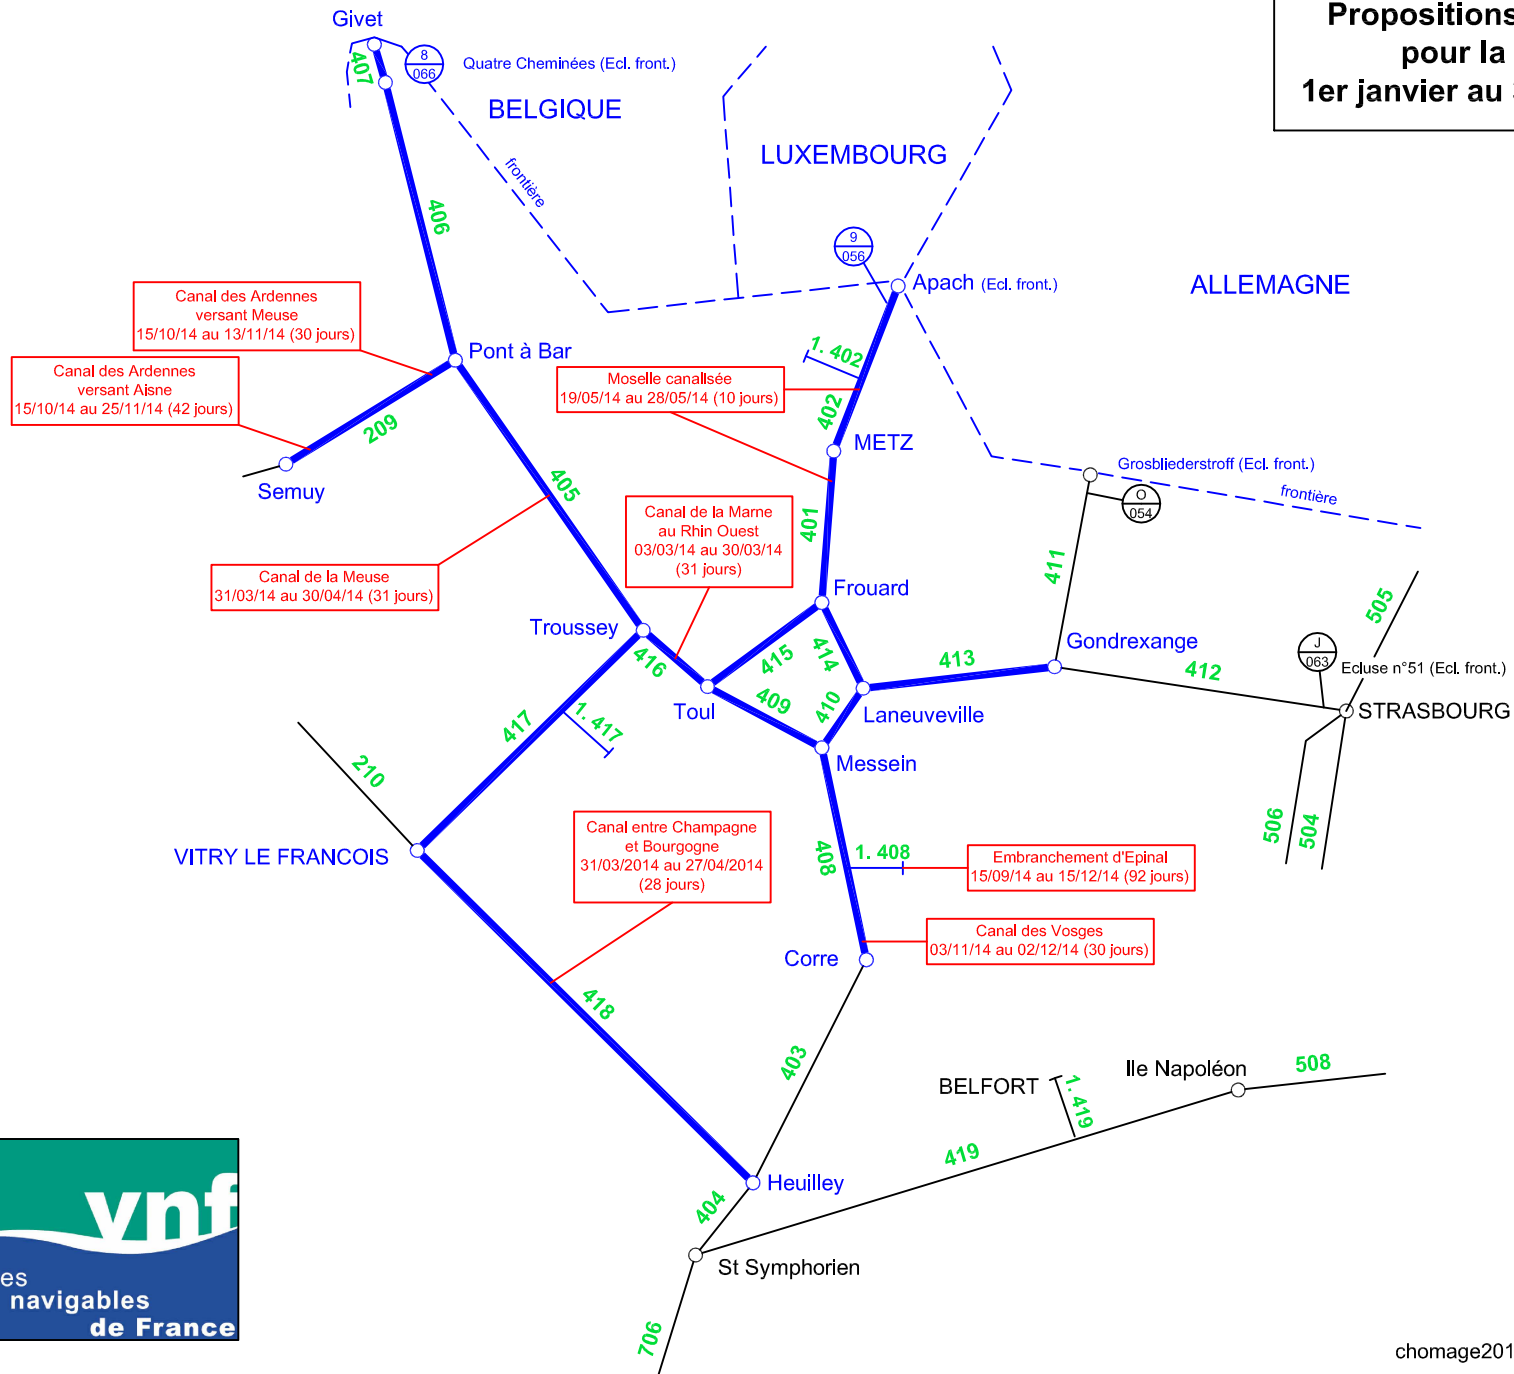 Givet
Propositions
pour la
1er janvier au
407
8
066
Quatre Cheminées (Ecl. front.)
BELGIQUE
LUXEMBOURG
frontière
406
9
056
Apach (Ecl. front.)
ALLEMAGNE
Canal des Ardennes
versant Meuse
15/10/14 au 13/11/14 (30 jours)
Pont à Bar
1. 402
Canal des Ardennes
versant Aisne
15/10/14 au 25/11/14 (42 jours)
Moselle canalisée
19/05/14 au 28/05/14 (10 jours)
402
209
METZ
Grosbliederstroff (Ecl. front.)
frontière
Semuy
405
O
054
Canal de la Marne
au Rhin Ouest
03/03/14 au 30/03/14
(31 jours)
401
411
Canal de la Meuse
31/03/14 au 30/04/14 (31 jours)
Frouard
505
Troussey
Gondrexange
J
063
Ecluse n°51 (Ecl. front.)
416
415
414
413
412
Toul
409
410
Laneuveville
STRASBOURG
417
1. 417
Messein
210
506
504
VITRY LE FRANCOIS
Canal entre Champagne
et Bourgogne
31/03/2014 au 27/04/2014
(28 jours)
408
1. 408
Embranchement d'Epinal
15/09/14 au 15/12/14 (92 jours)
Canal des Vosges
03/11/14 au 02/12/14 (30 jours)
Corre
418
403
Ile Napoléon
508
BELFORT
1. 419
419
Heuilley
404
St Symphorien
vnf
es
navigables
de France
706
chomage201